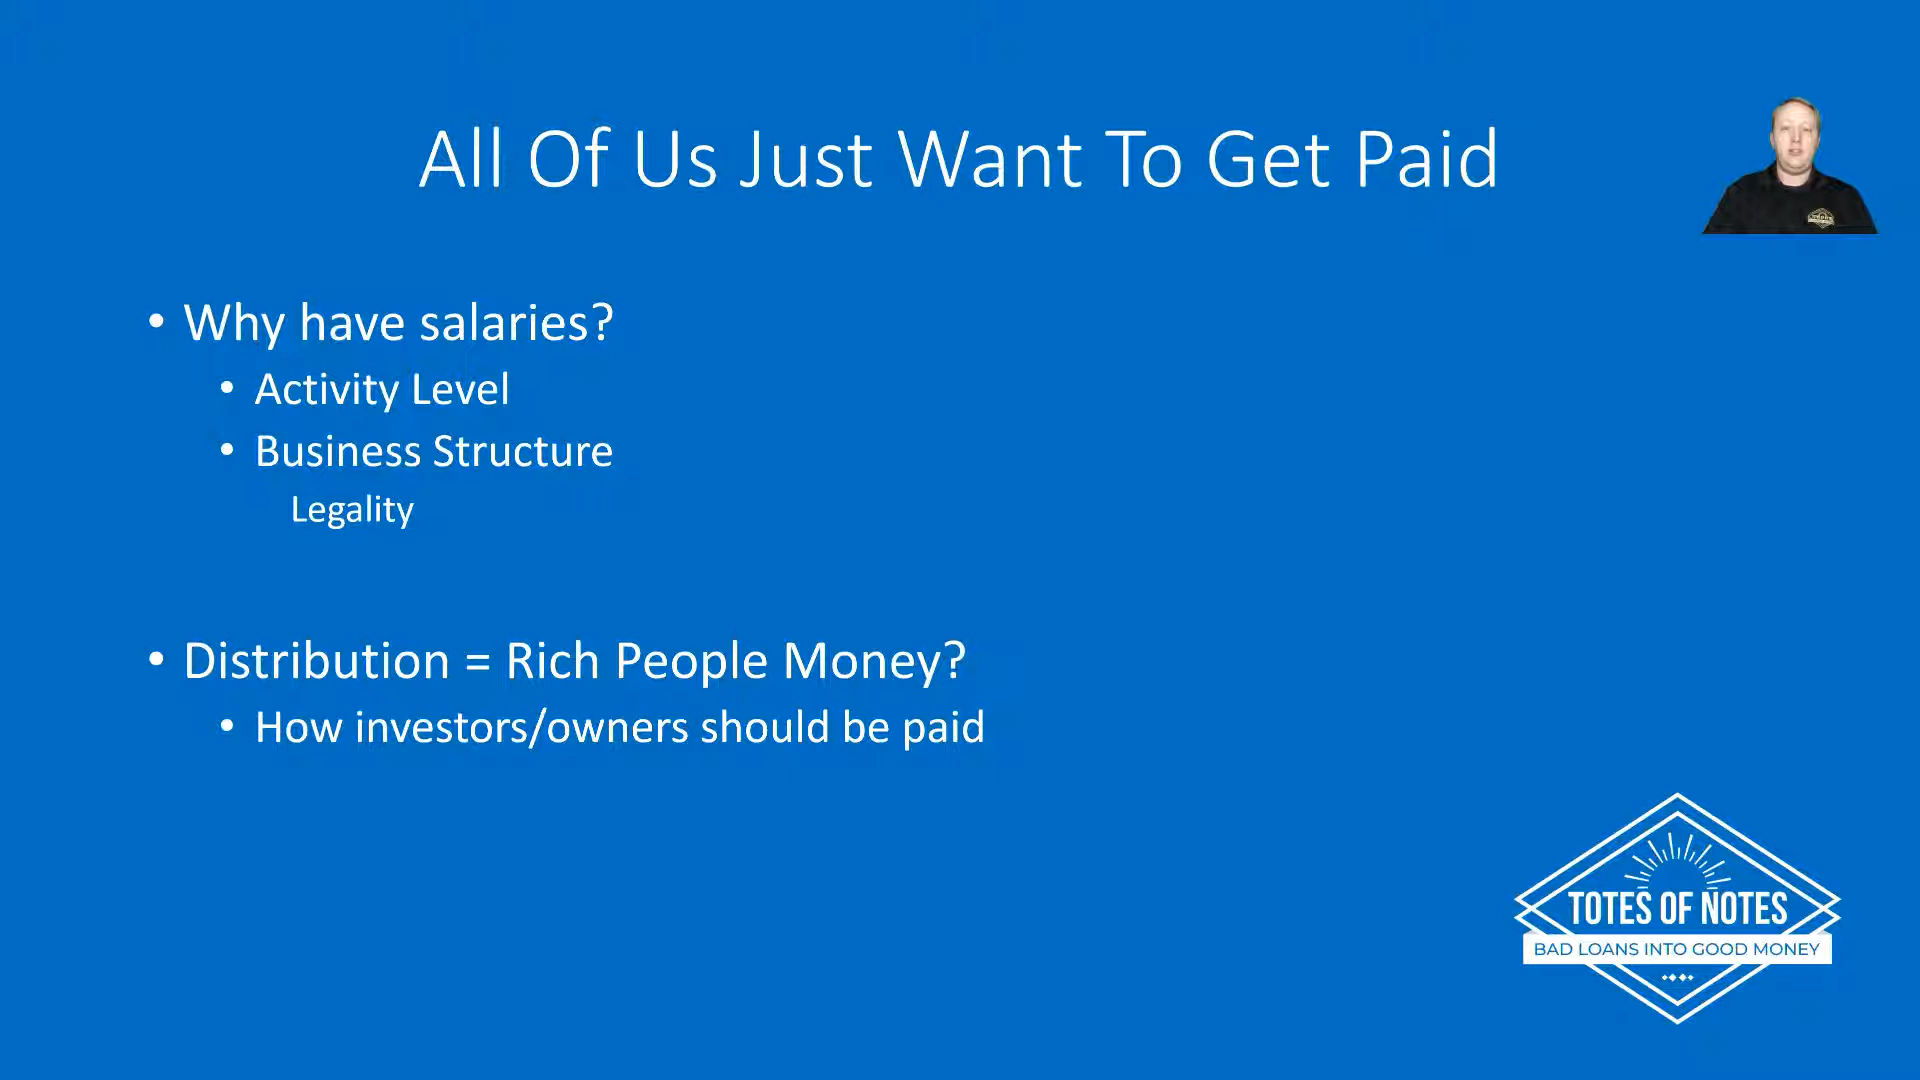 All Of Us Just Want To Get Paid
• Why have salaries?
• Activity Level
• Business Structure
Legality
• Distribution = Rich People Money?
• How investors/owners should be paid
TOTES OF NOTES
BAD LOANS INTO GOOD MONEY